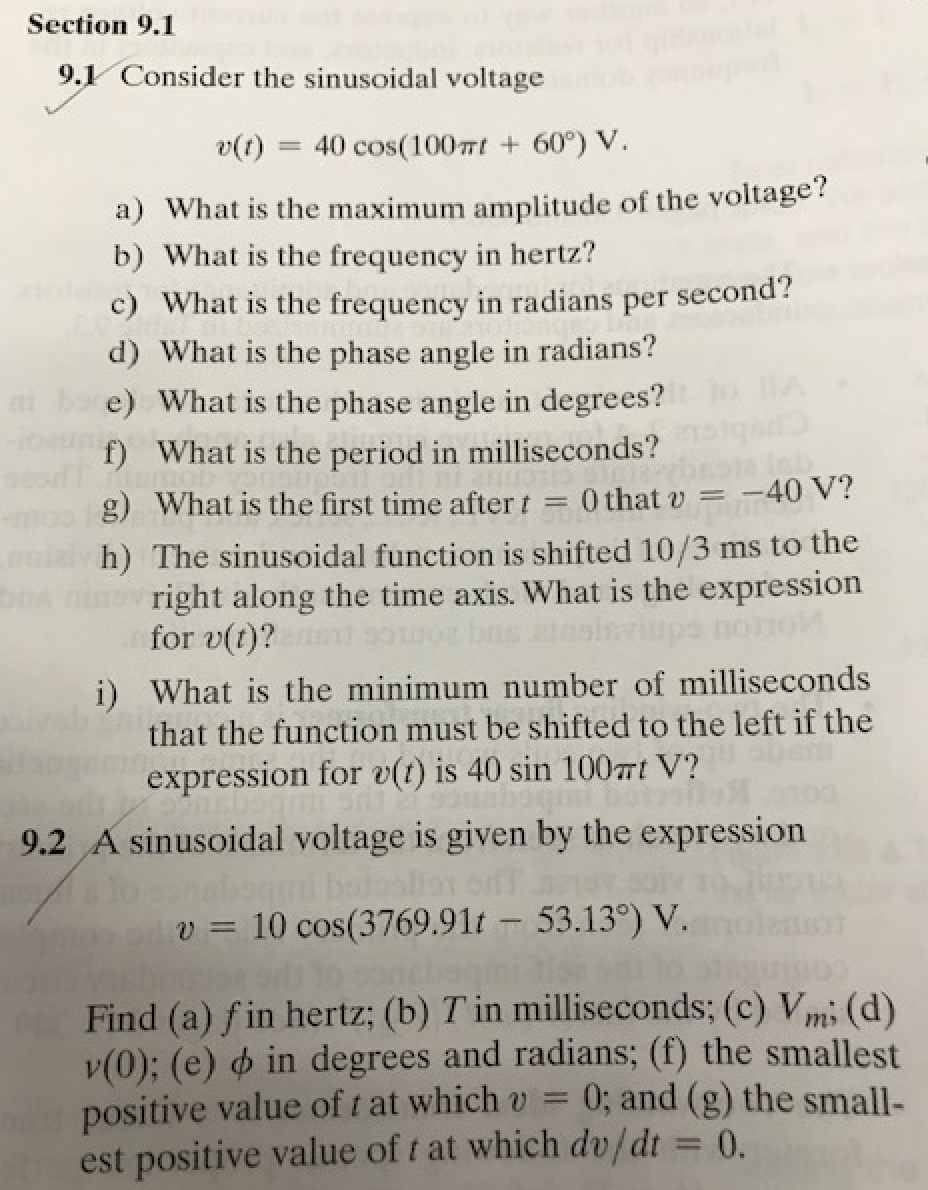 Section 9.1
9.1 Consider the sinusoidal voltage
v(t) = 40 cos(100πt + 60°) V.
a) What is the maximum amplitude of the voltage?
b) What is the frequency in hertz?
c) What is the frequency in radians per second?
d) What is the phase angle in radians?
e) What is the phase angle in degrees?
f) What is the period in milliseconds?
g) What is the first time after t = 0 that v = −40 V?
h) The sinusoidal function is shifted 10/3 ms to the
right along the time axis. What is the expression
for v(t)?
i) What is the minimum number of milliseconds
that the function must be shifted to the left if the
expression for v(t) is 40 sin 100πt V?
9.2 A sinusoidal voltage is given by the expression
v = 10 cos(3769.91t − 53.13°) V.
Find (a) f in hertz; (b) T in milliseconds; (c) Vm; (d)
v(0); (e) ϕ in degrees and radians; (f) the smallest
positive value of t at which v = 0; and (g) the small-
est positive value of t at which dv/dt = 0.